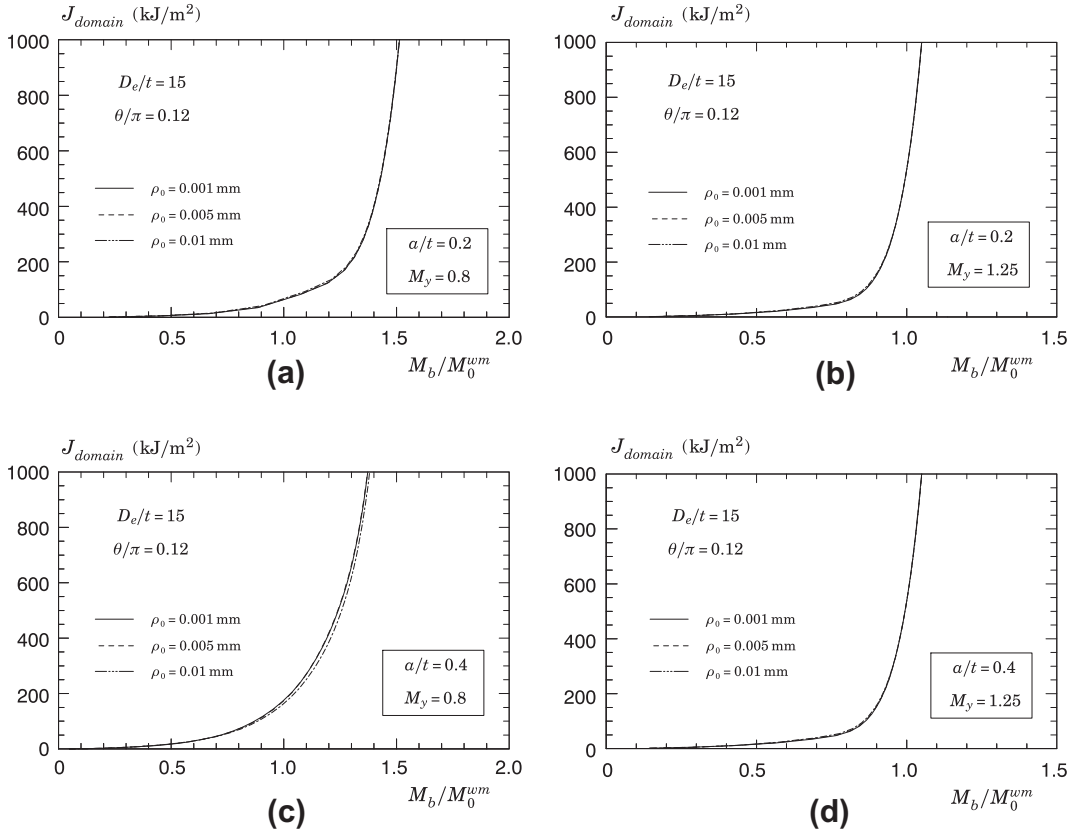 J_domain (kJ/m²)
1000
800
600
400
200
0
D_e/t = 15
θ/π = 0.12
ρ₀ = 0.001 mm
ρ₀ = 0.005 mm
ρ₀ = 0.01 mm
a/t = 0.2
M_y = 0.8
0 0.5 1.0 1.5 2.0
M_b/M_0^{wm}
(a)
J_domain (kJ/m²)
1000
800
600
400
200
0
D_e/t = 15
θ/π = 0.12
ρ₀ = 0.001 mm
ρ₀ = 0.005 mm
ρ₀ = 0.01 mm
a/t = 0.2
M_y = 1.25
0 0.5 1.0 1.5
M_b/M_0^{wm}
(b)
J_domain (kJ/m²)
1000
800
600
400
200
0
D_e/t = 15
θ/π = 0.12
ρ₀ = 0.001 mm
ρ₀ = 0.005 mm
ρ₀ = 0.01 mm
a/t = 0.4
M_y = 0.8
0 0.5 1.0 1.5 2.0
M_b/M_0^{wm}
(c)
J_domain (kJ/m²)
1000
800
600
400
200
0
D_e/t = 15
θ/π = 0.12
ρ₀ = 0.001 mm
ρ₀ = 0.005 mm
ρ₀ = 0.01 mm
a/t = 0.4
M_y = 1.25
0 0.5 1.0 1.5
M_b/M_0^{wm}
(d)